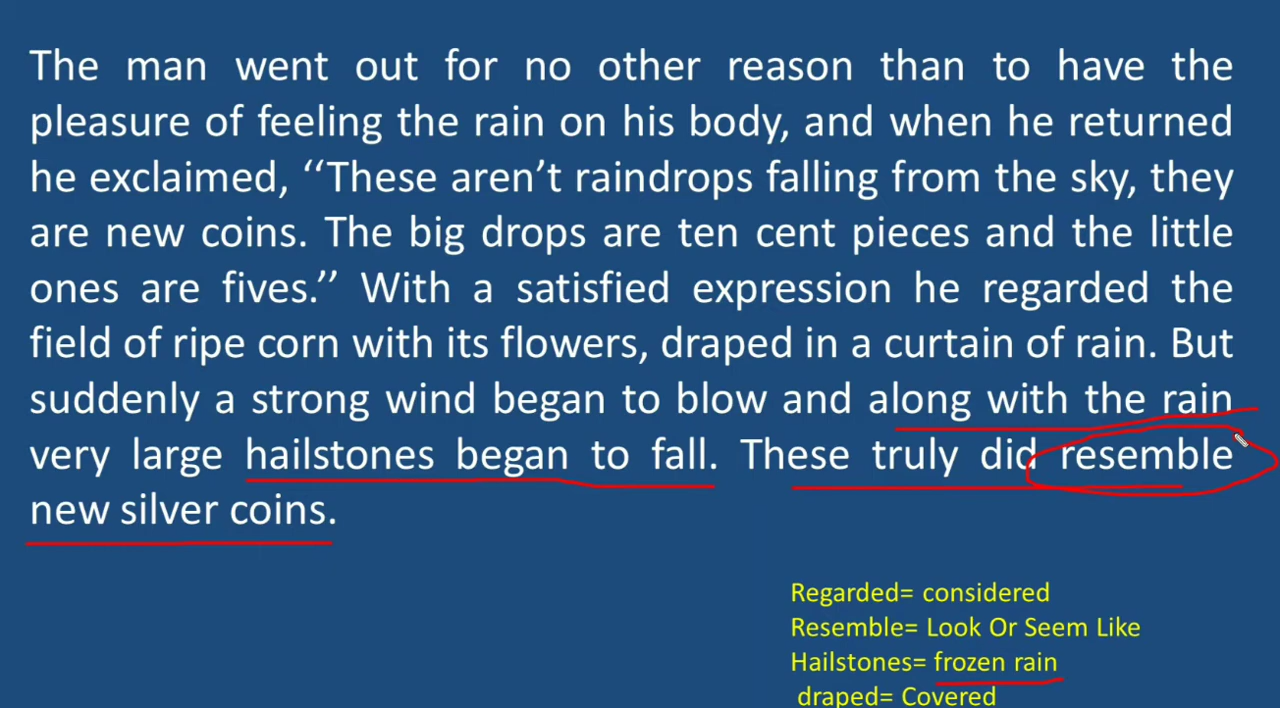 The man went out for no other reason than to have the
pleasure of feeling the rain on his body, and when he returned
he exclaimed, ‘‘These aren’t raindrops falling from the sky, they
are new coins. The big drops are ten cent pieces and the little
ones are fives.’’ With a satisfied expression he regarded the
field of ripe corn with its flowers, draped in a curtain of rain. But
suddenly a strong wind began to blow and along with the rain
very large hailstones began to fall. These truly did resemble
new silver coins.
Regarded= considered
Resemble= Look Or Seem Like
Hailstones= frozen rain
draped= Covered